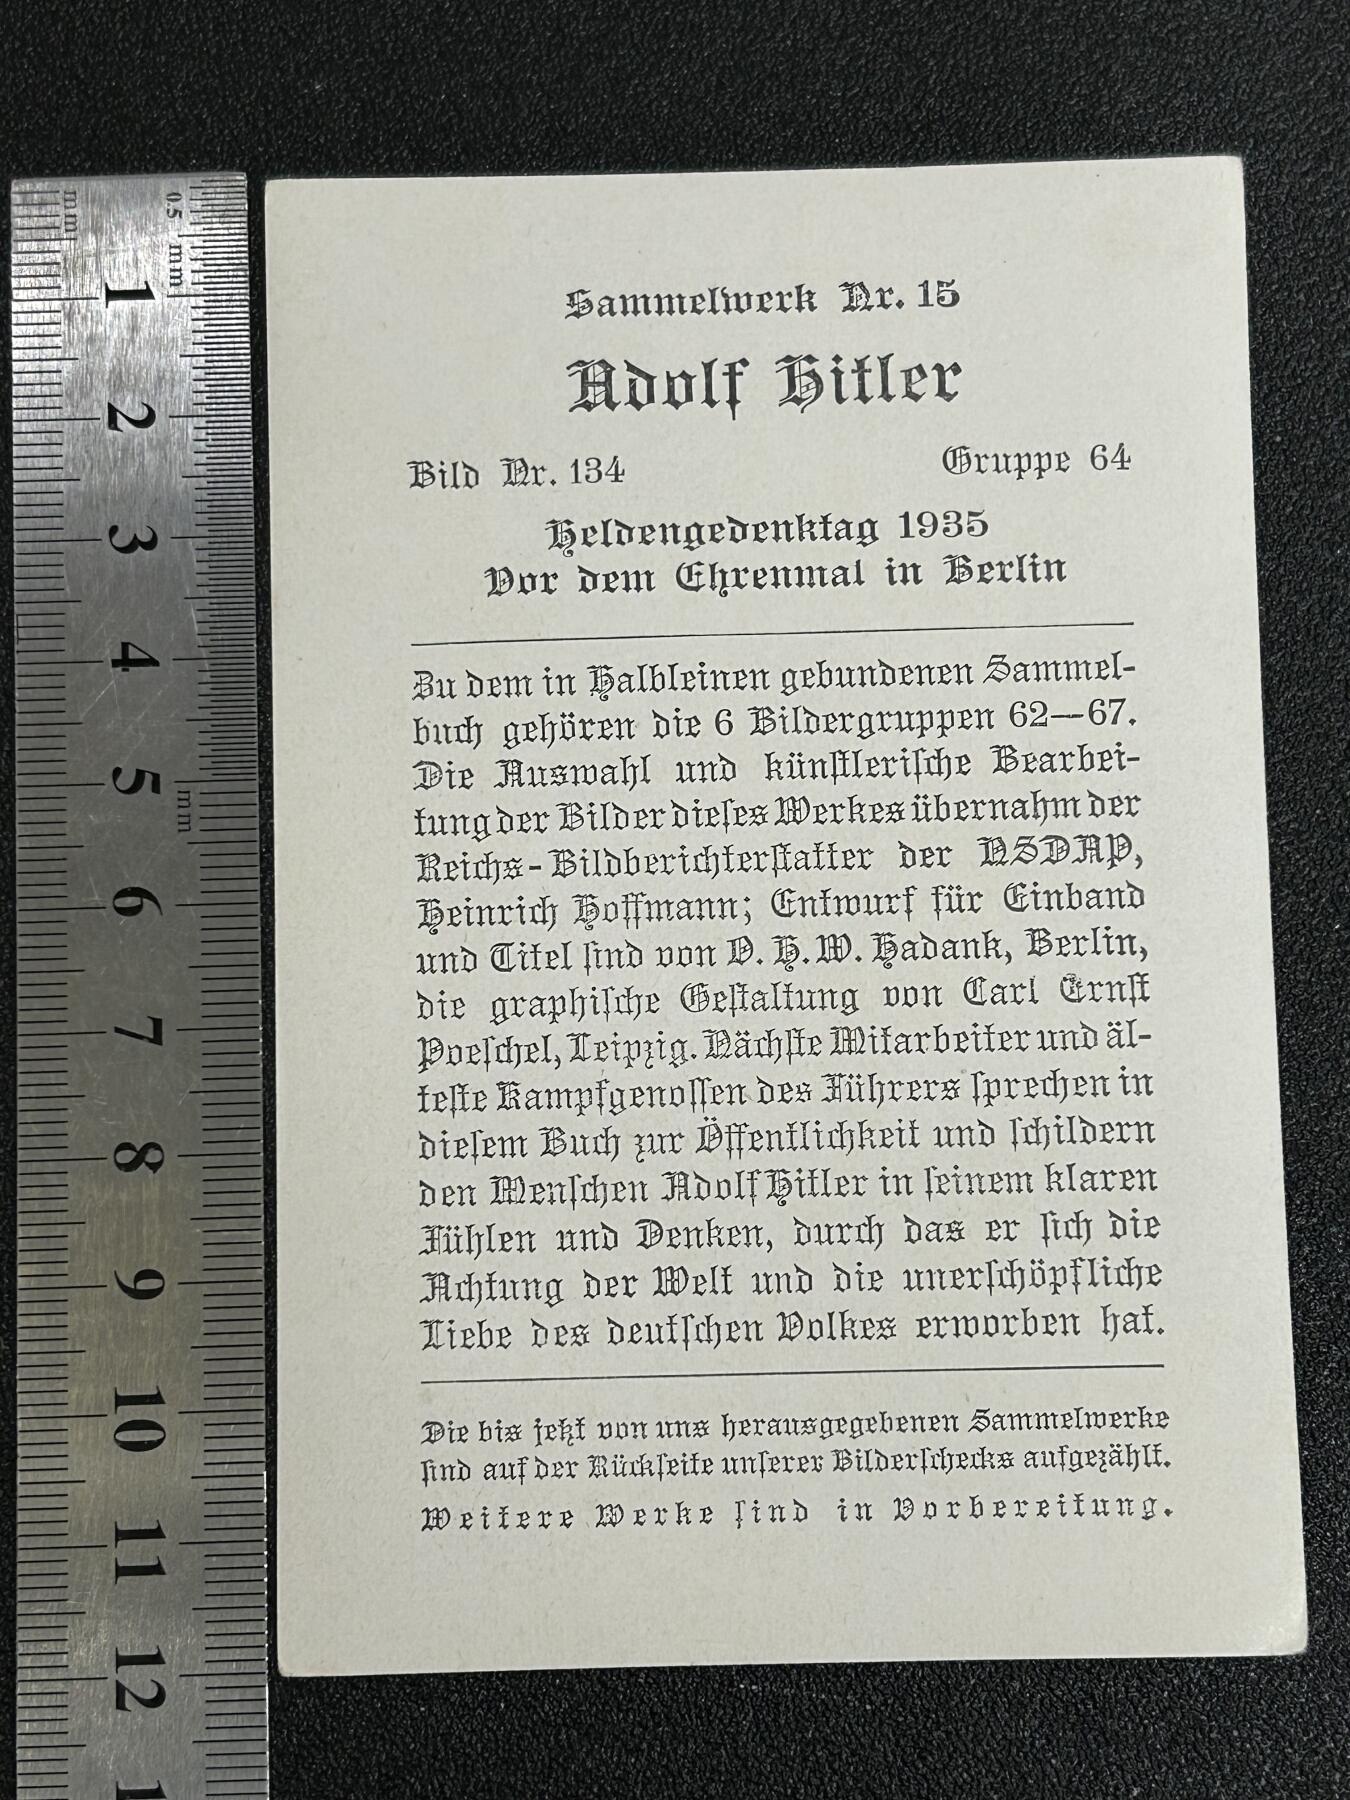 Sammelwerk Nr. 15
Adolf Hitler
Bild Nr. 134 Gruppe 64
Heldengedenktag 1935
Vor dem Ehrenmal in Berlin
Zu dem in Halbleinen gebundenen Sammel-
buch gehören die 6 Bildergruppen 62—67.
Die Auswahl und künſtleriſche Bearbei-
tung der Bilder dieſes Werkes übernahm der
Reichs-Bildberichterſtatter der NSDAP,
Heinrich Hoffmann; Entwurf für Einband
und Titel ſind von O. H. W. Hadank, Berlin,
die graphiſche Geſtaltung von Carl Ernſt
Poeſchel, Leipzig. Nächſte Mitarbeiter und äl-
teſte Kampfgenoſſen des Führers ſprechen in
dieſem Buch zur Öffentlichkeit und ſchildern
den Menſchen Adolf Hitler in ſeinem klaren
Fühlen und Denken, durch das er ſich die
Achtung der Welt und die unerſchöpfliche
Liebe des deutſchen Volkes erworben hat.
Die bis jetzt von uns herausgegebenen Sammelwerke
ſind auf der Rückſeite unſerer Bilderſchecks aufgezählt.
Weitere Werke ſind in Vorbereitung.
mm
0.5 mm
1
2
3
4
5
mm
6
7
8
9
10
11
12